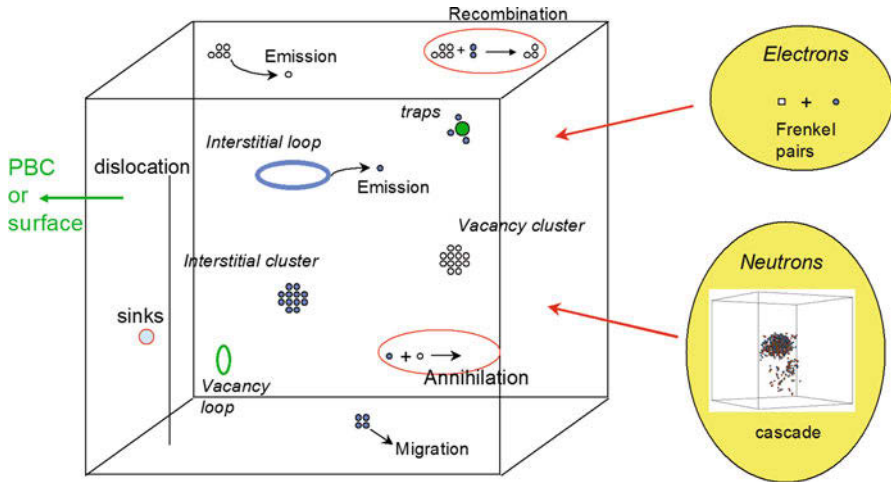 Recombination
Emission
+
traps
Interstitial loop
Emission
dislocation
PBC
or
surface
Vacancy cluster
Interstitial cluster
sinks
+
Annihilation
Vacancy
loop
Migration
Electrons
+
Frenkel
pairs
Neutrons
cascade